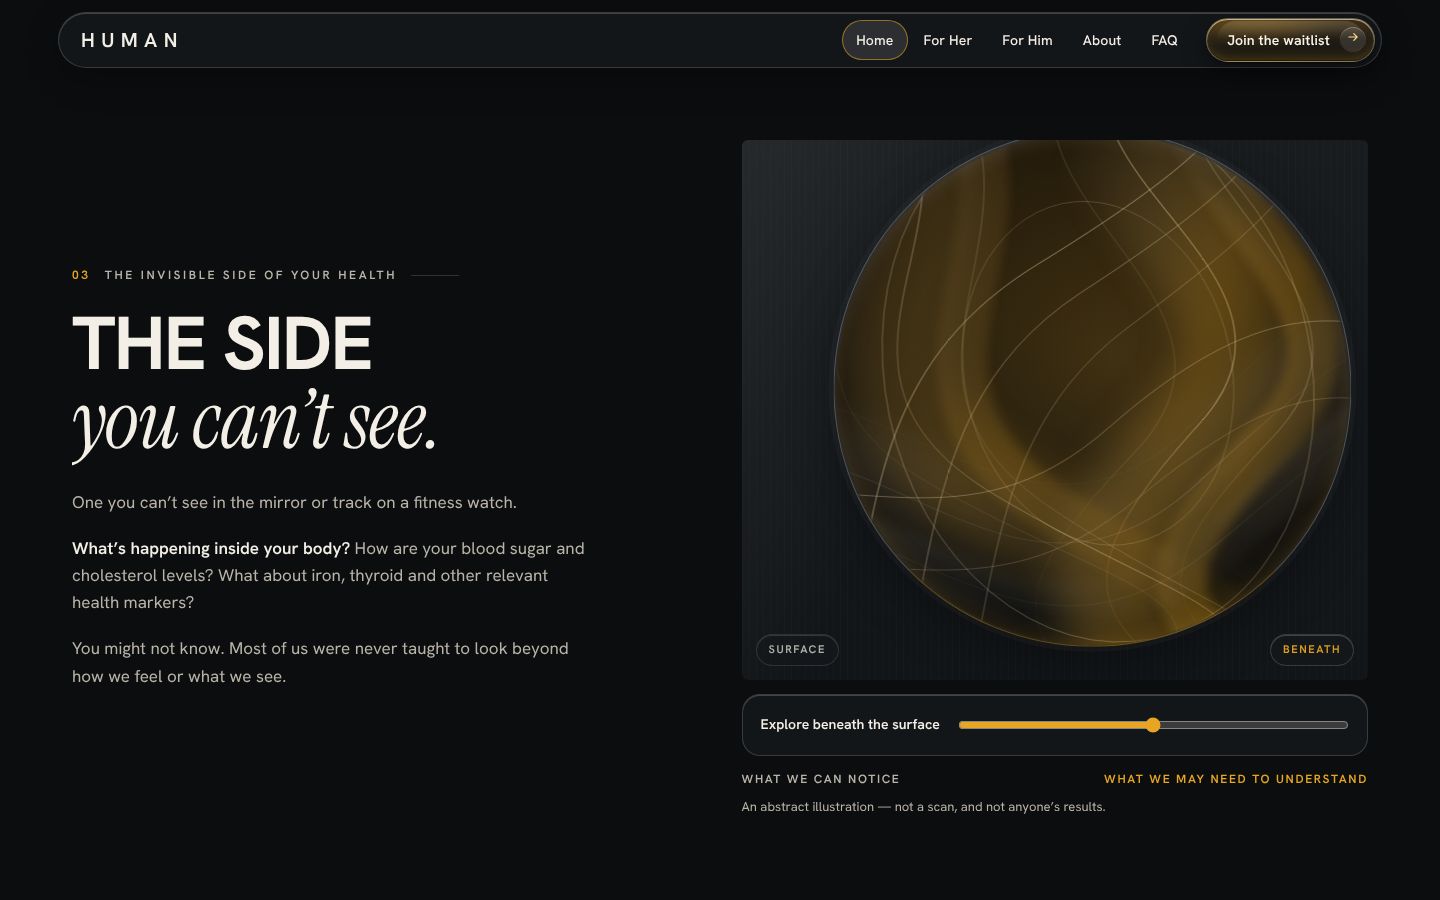 HUMAN
Home
For Her
For Him
About
FAQ
Join the waitlist →
03 THE INVISIBLE SIDE OF YOUR HEALTH
THE SIDE
you can’t see.
One you can’t see in the mirror or track on a fitness watch.
What’s happening inside your body? How are your blood sugar and
cholesterol levels? What about iron, thyroid and other relevant
health markers?
You might not know. Most of us were never taught to look beyond
how we feel or what we see.
SURFACE
BENEATH
Explore beneath the surface
WHAT WE CAN NOTICE
WHAT WE MAY NEED TO UNDERSTAND
An abstract illustration — not a scan, and not anyone’s results.